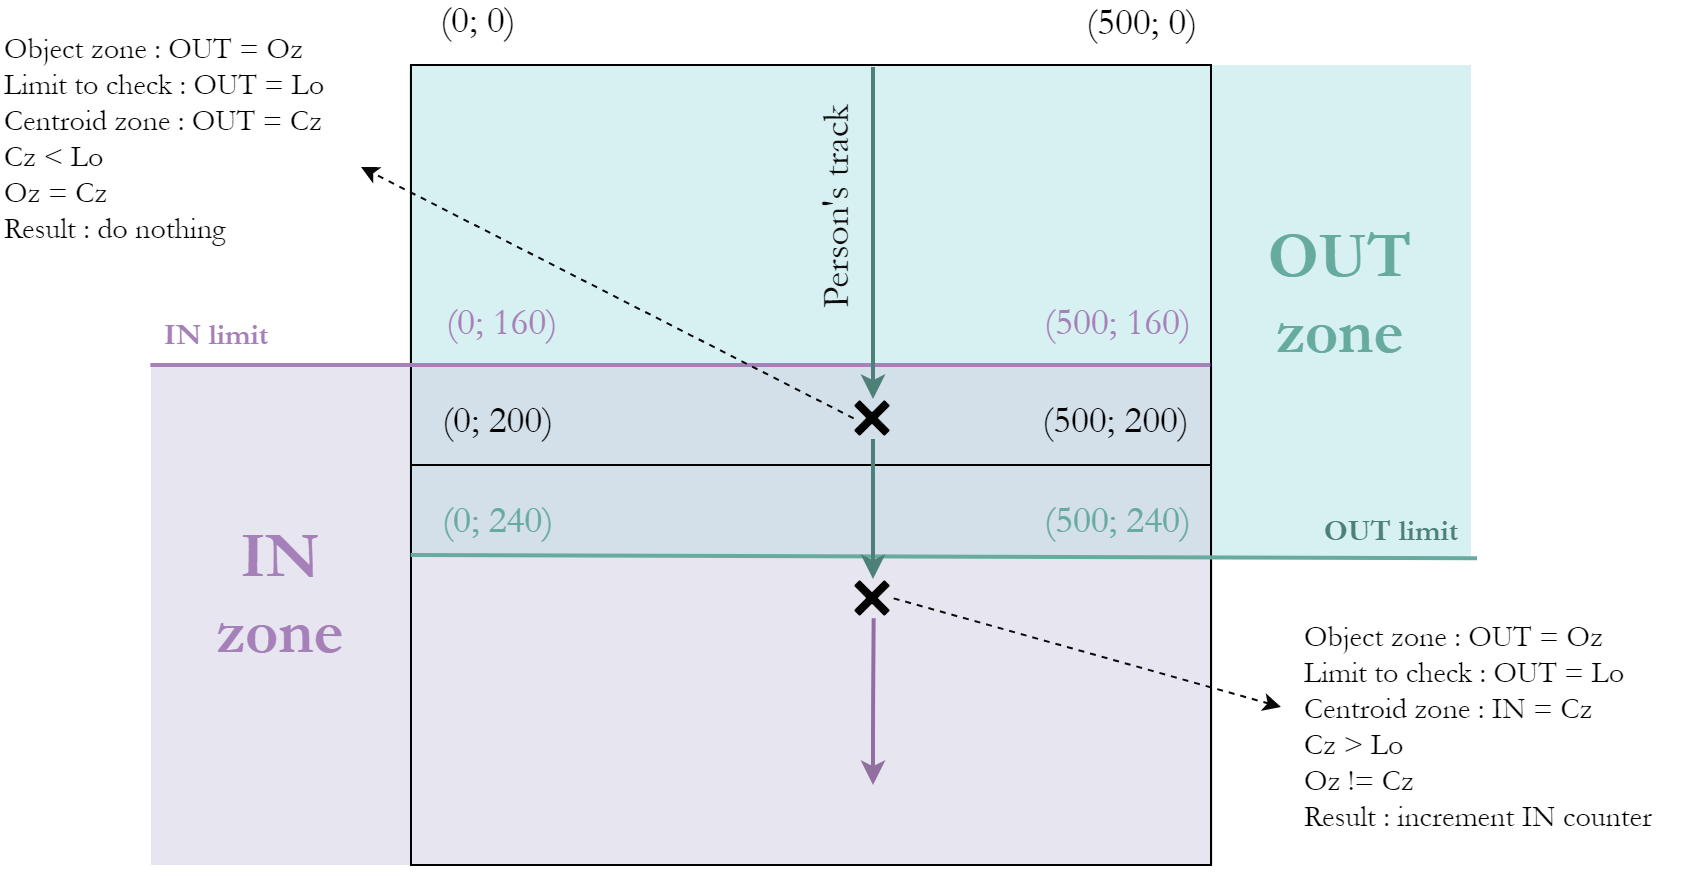 (0; 0)
(500; 0)
Object zone : OUT = Oz
Limit to check : OUT = Lo
Centroid zone : OUT = Cz
Cz < Lo
Oz = Cz
Result : do nothing
Person's track
OUT
zone
IN limit
(0; 160)
(500; 160)
(0; 200)
(500; 200)
(0; 240)
(500; 240)
OUT limit
IN
zone
Object zone : OUT = Oz
Limit to check : OUT = Lo
Centroid zone : IN = Cz
Cz > Lo
Oz != Cz
Result : increment IN counter